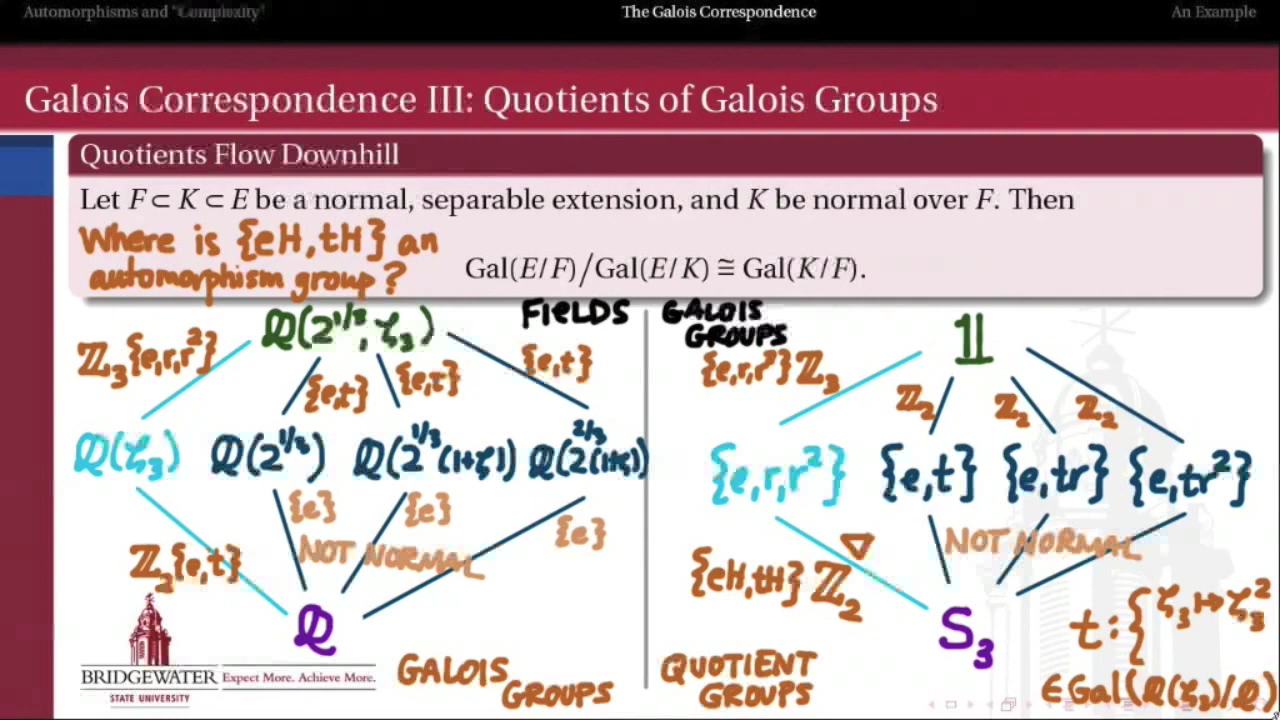 Automorphisms and "Complexity"
The Galois Correspondence
An Example
Galois Correspondence III: Quotients of Galois Groups
Quotients Flow Downhill
Let F ⊂ K ⊂ E be a normal, separable extension, and K be normal over F. Then
Where is {eH, tH} an
automorphism group?
Gal(E/F)/Gal(E/K) ≅ Gal(K/F).
FIELDS
GALOIS
GROUPS
ℚ(2^{1/3}, ζ₃)
𝟙
ℤ₃ {e,r,r²}
{e,t}
{e,t}
{e,t}
{e,r,r²} ℤ₃
ℤ₂
ℤ₂
ℤ₂
ℚ(ζ₃)
ℚ(2^{1/3})
ℚ(2^{1/3}(1+ζ))
ℚ(2^{2/3}(1+ζ))
{e,r,r²}
{e,t}
{e,tr}
{e,tr²}
{e}
{e}
{e}
NOT NORMAL
NOT NORMAL
ℤ₂ {e,t}
▽
{eH,tH} ℤ₂
ℚ
S₃
t: { ζ₃ ↦ ζ₃²
∈ Gal(ℚ(ζ₃)/ℚ)
GALOIS
GROUPS
QUOTIENT
GROUPS
BRIDGEWATER
STATE UNIVERSITY
Expect More. Achieve More.